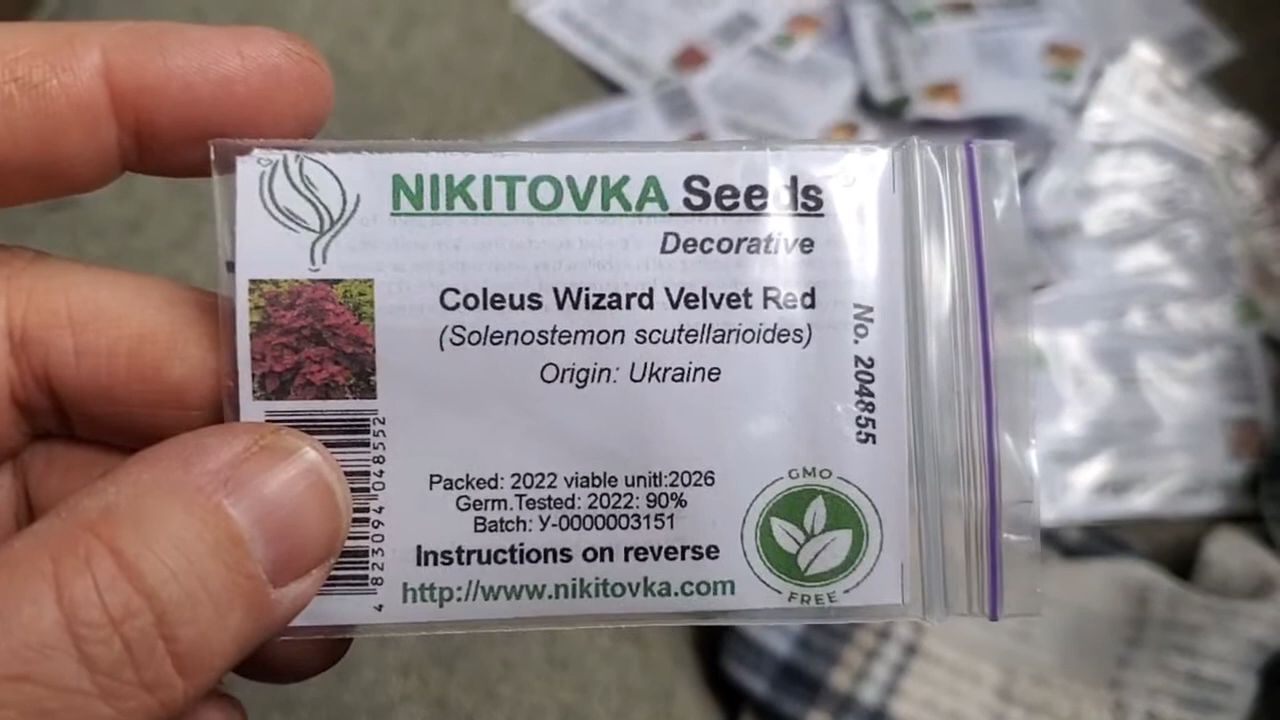 NIKITOVKA Seeds
Decorative
Coleus Wizard Velvet Red
(Solenostemon scutellarioides)
Origin: Ukraine
No. 204855
4 823094 048552
Packed: 2022 viable unitl:2026
Germ.Tested: 2022: 90%
Batch: У-0000003151
Instructions on reverse
http://www.nikitovka.com
GMO
FREE